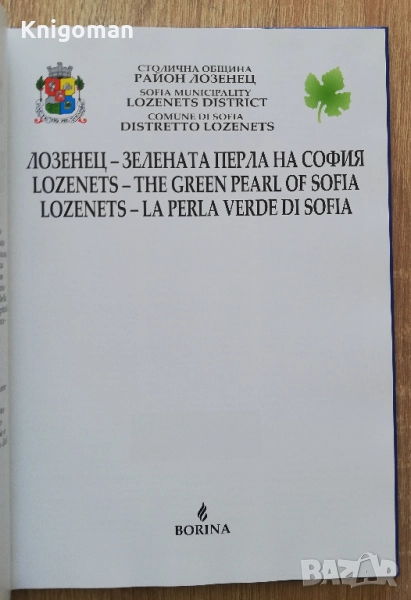 Knigoman
СТОЛИЧНА ОБЩИНА
РАЙОН ЛОЗЕНЕЦ
SOFIA MUNICIPALITY
LOZENETS DISTRICT
COMUNE DI SOFIA
DISTRETTO LOZENETS
ЛОЗЕНЕЦ – ЗЕЛЕНАТА ПЕРЛА НА СОФИЯ
LOZENETS – THE GREEN PEARL OF SOFIA
LOZENETS – LA PERLA VERDE DI SOFIA
BORINA
BAZAR